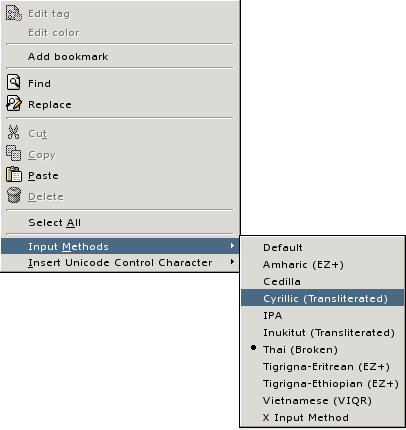 Edit tag
Edit color
Add bookmark
Find
Replace
Cut
Copy
Paste
Delete
Select All
Input Methods
Insert Unicode Control Character
Default
Amharic (EZ+)
Cedilla
Cyrillic (Transliterated)
IPA
Inukitut (Transliterated)
Thai (Broken)
Tigrigna-Eritrean (EZ+)
Tigrigna-Ethiopian (EZ+)
Vietnamese (VIQR)
X Input Method